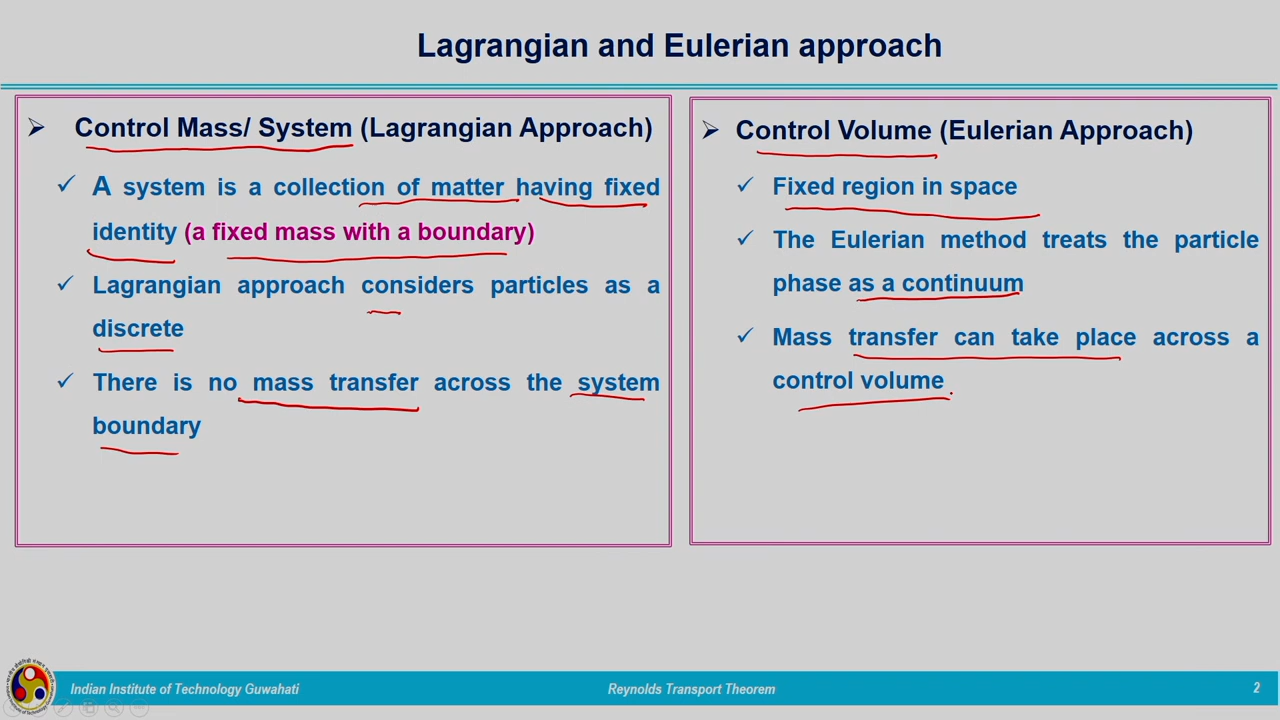 Lagrangian and Eulerian approach
➢ Control Mass/ System (Lagrangian Approach)
✓ A system is a collection of matter having fixed
identity (a fixed mass with a boundary)
✓ Lagrangian approach considers particles as a
discrete
✓ There is no mass transfer across the system
boundary
➢ Control Volume (Eulerian Approach)
✓ Fixed region in space
✓ The Eulerian method treats the particle
phase as a continuum
✓ Mass transfer can take place across a
control volume
Indian Institute of Technology Guwahati
Reynolds Transport Theorem
2